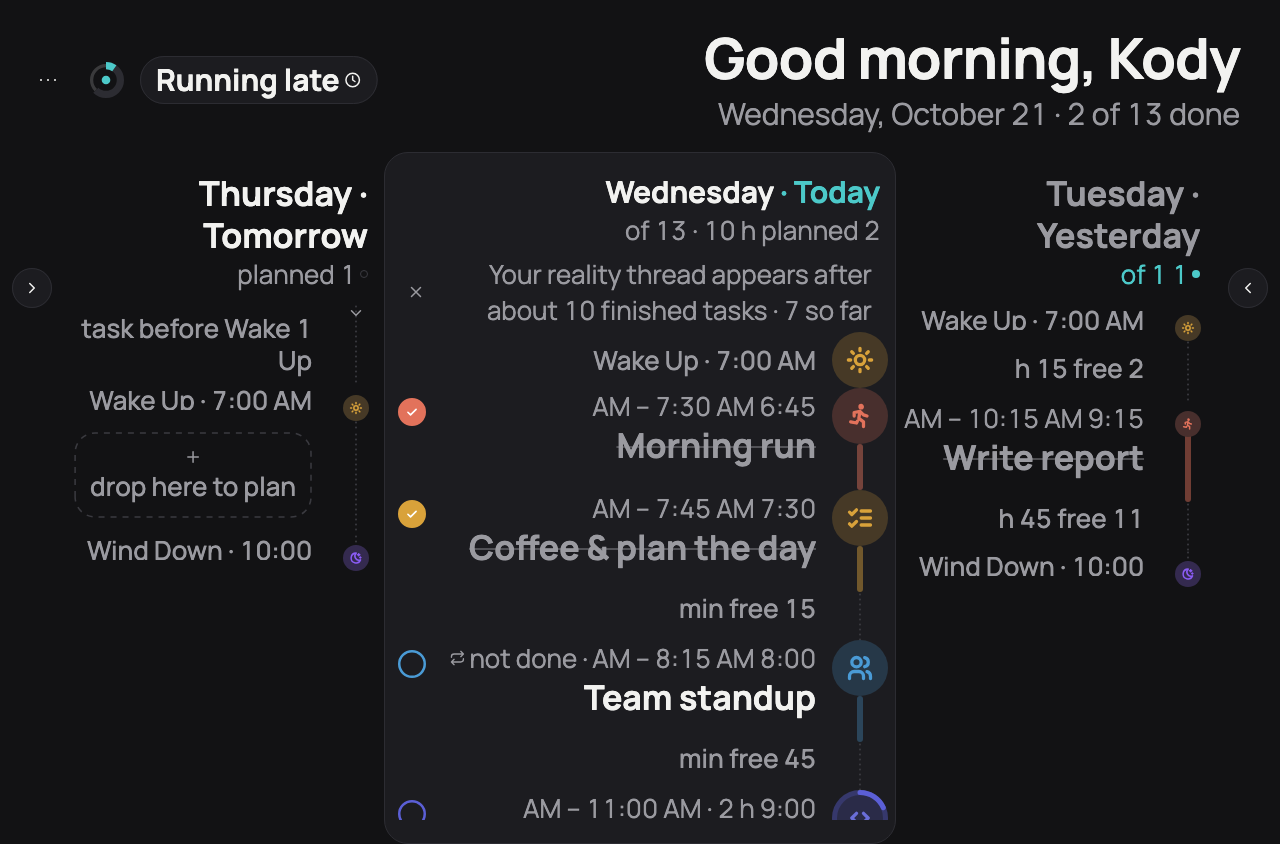 Running late
Good morning, Kody
Wednesday, October 21 · 2 of 13 done
Thursday ·
Tomorrow
planned 1
task before Wake 1
Up
Wake Up · 7:00 AM
+
drop here to plan
Wind Down · 10:00
Wednesday · Today
of 13 · 10 h planned 2
Your reality thread appears after
about 10 finished tasks · 7 so far
Wake Up · 7:00 AM
AM – 7:30 AM 6:45
Morning run
AM – 7:45 AM 7:30
Coffee & plan the day
min free 15
not done · AM – 8:15 AM 8:00
Team standup
min free 45
AM – 11:00 AM · 2 h 9:00
Tuesday ·
Yesterday
of 1 1
Wake Up · 7:00 AM
h 15 free 2
AM – 10:15 AM 9:15
Write report
h 45 free 11
Wind Down · 10:00